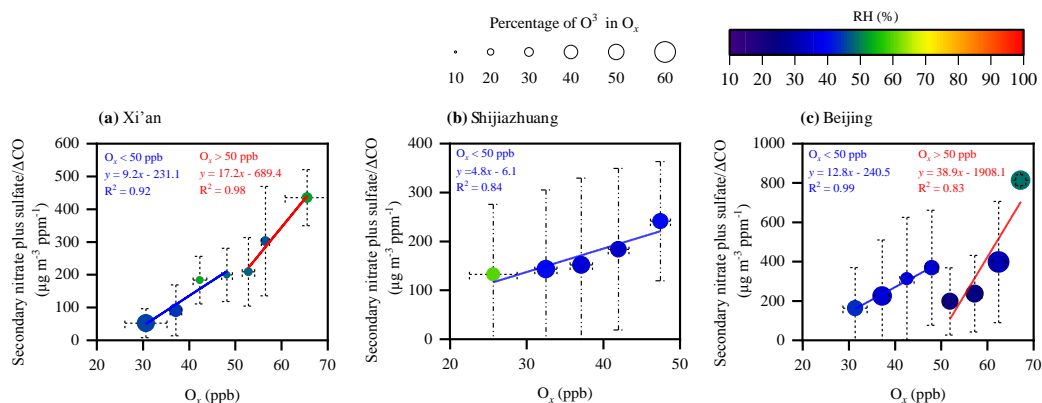 Percentage of O³ in Oₓ
10 20 30 40 50 60
RH (%)
10 20 30 40 50 60 70 80 90 100
(a) Xi'an
Secondary nitrate plus sulfate/ΔCO
(µg m⁻³ ppm⁻¹)
600
500
400
300
200
100
0
Oₓ < 50 ppb
y = 9.2x - 231.1
R² = 0.92
Oₓ > 50 ppb
y = 17.2x - 689.4
R² = 0.98
20 30 40 50 60 70
Oₓ (ppb)
(b) Shijiazhuang
Secondary nitrate plus sulfate/ΔCO
(µg m⁻³ ppm⁻¹)
400
300
200
100
0
Oₓ < 50 ppb
y =4.8x - 6.1
R² = 0.84
20 30 40 50
Oₓ (ppb)
(c) Beijing
Secondary nitrate plus sulfate/ΔCO
(µg m⁻³ ppm⁻¹)
1000
800
600
400
200
0
Oₓ < 50 ppb
y = 12.8x - 240.5
R² = 0.99
Oₓ > 50 ppb
y = 38.9x - 1908.1
R² = 0.83
20 30 40 50 60 70
Oₓ (ppb)